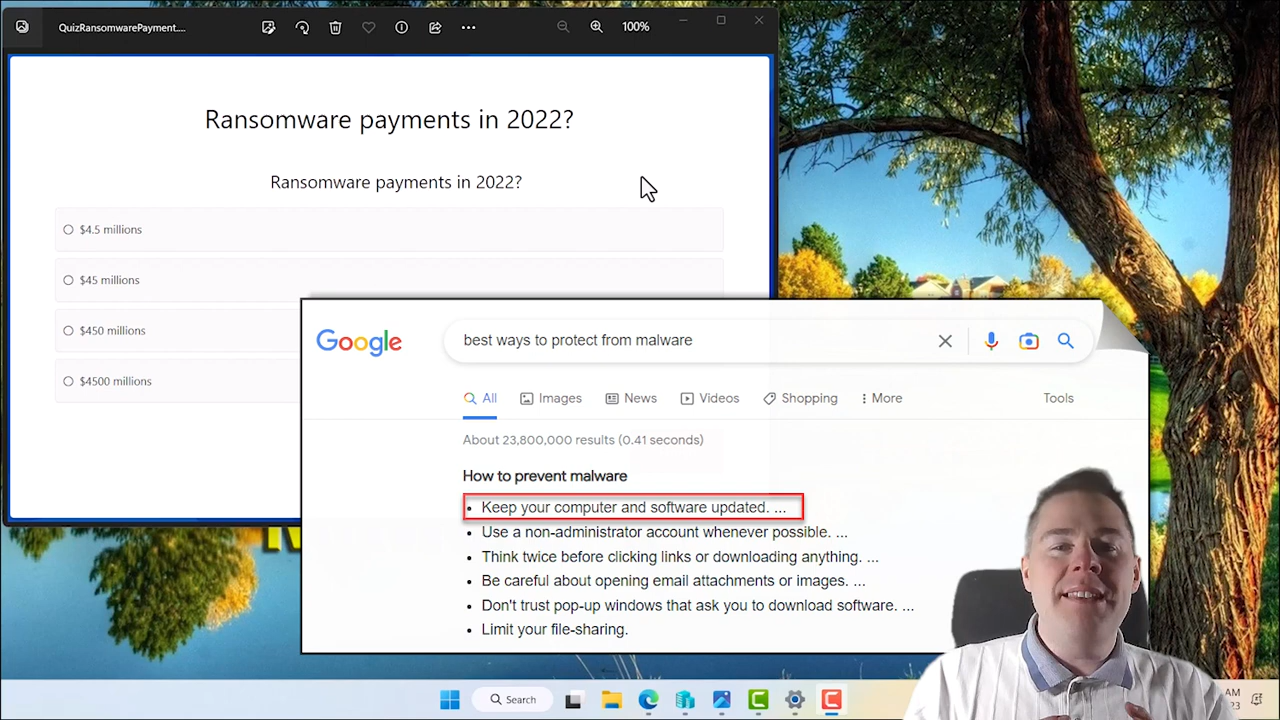 QuizRansomwarePayment....
100%
Ransomware payments in 2022?
Ransomware payments in 2022?
$4.5 millions
$45 millions
$450 millions
$4500 millions
Google
best ways to protect from malware
All
Images
News
Videos
Shopping
More
Tools
About 23,800,000 results (0.41 seconds)
How to prevent malware
Keep your computer and software updated. ...
Use a non-administrator account whenever possible. ...
Think twice before clicking links or downloading anything. ...
Be careful about opening email attachments or images. ...
Don't trust pop-up windows that ask you to download software. ...
Limit your file-sharing.
Search
AM
23